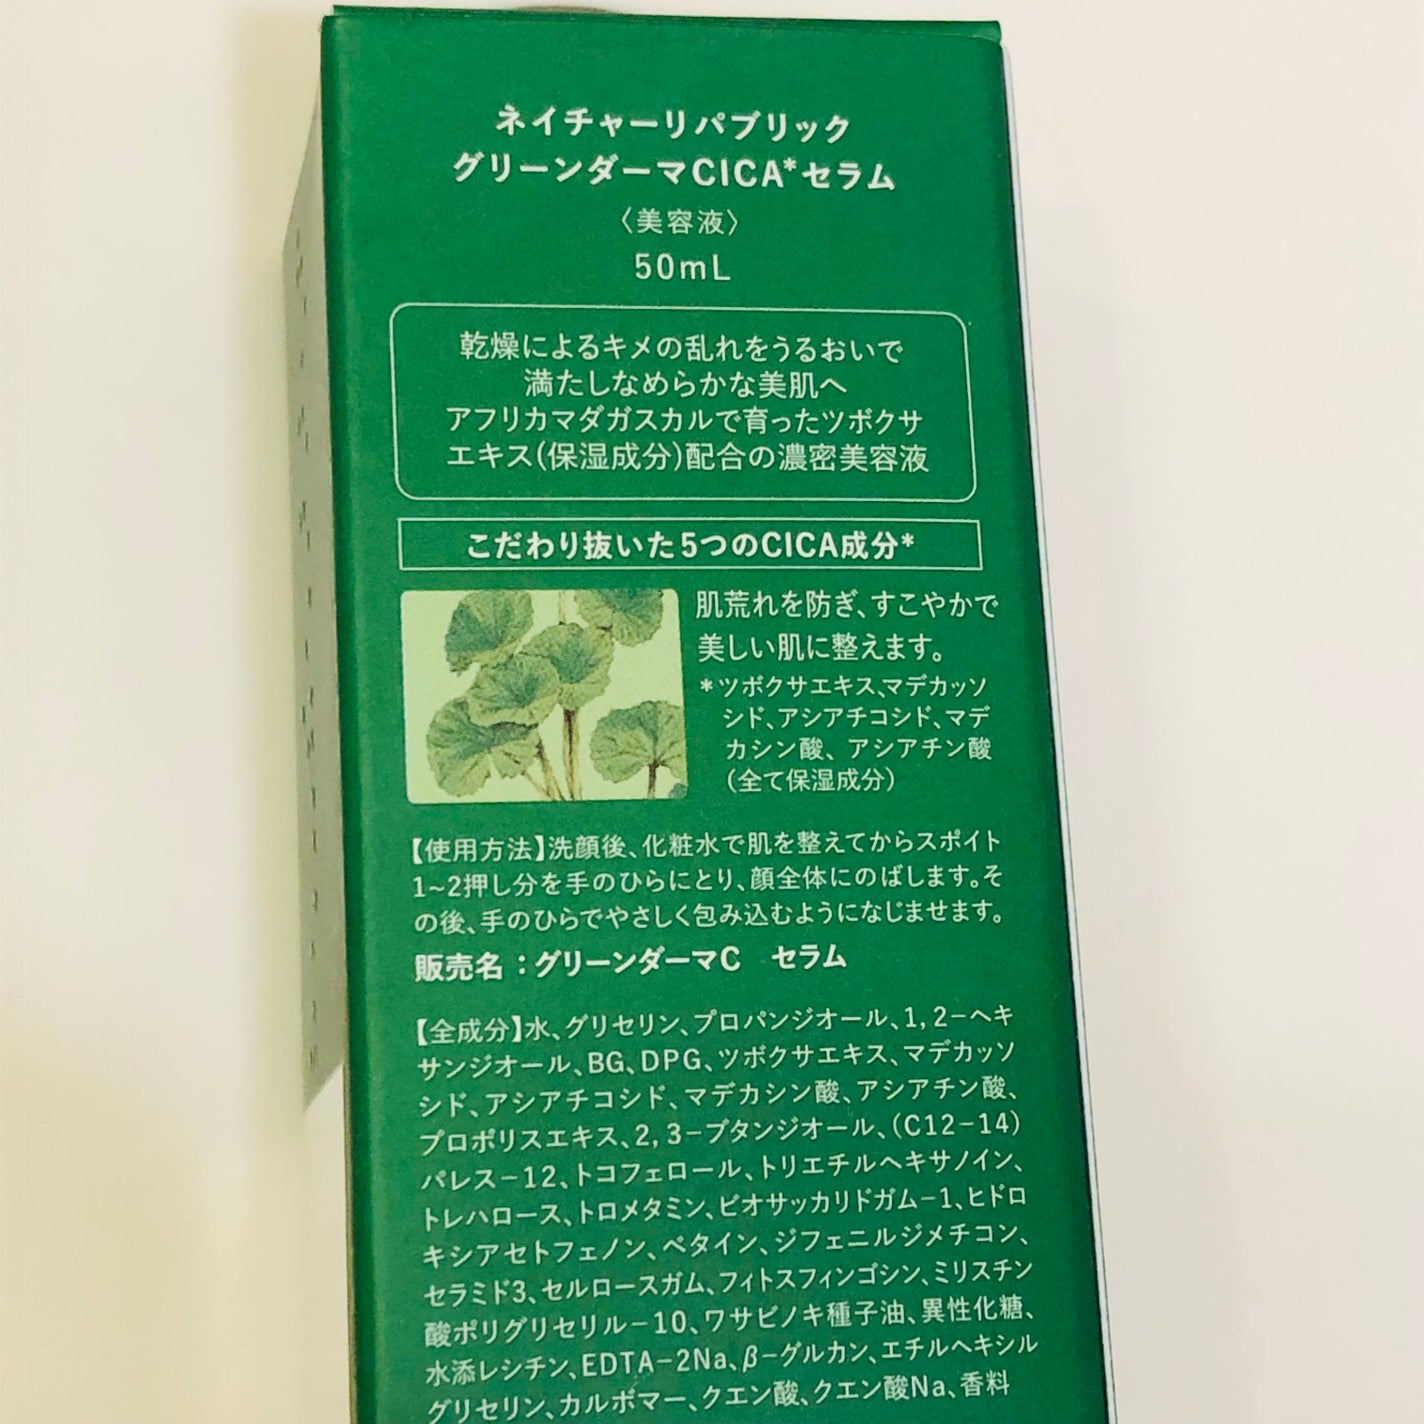 ネイチャーリパブリック
グリーンダーマCICA*セラム
〈美容液〉
50mL
乾燥によるキメの乱れをうるおいで
満たしなめらかな美肌へ
アフリカマダガスカルで育ったツボクサ
エキス(保湿成分)配合の濃密美容液
こだわり抜いた5つのCICA成分*
肌荒れを防ぎ、すこやかで
美しい肌に整えます。
*ツボクサエキス、マデカッソ
シド、アシアチコシド、マデ
カシン酸、アシアチン酸
(全て保湿成分)
【使用方法】洗顔後、化粧水で肌を整えてからスポイト
1~2押し分を手のひらにとり、顔全体にのばします。そ
の後、手のひらでやさしく包み込むようになじませます。
販売名：グリーンダーマC　セラム
【全成分】水、グリセリン、プロパンジオール、1,2-ヘキ
サンジオール、BG、DPG、ツボクサエキス、マデカッソ
シド、アシアチコシド、マデカシン酸、アシアチン酸、
プロポリスエキス、2,3-ブタンジオール、(C12-14)
パレス-12、トコフェロール、トリエチルヘキサノイン、
トレハロース、トロメタミン、ビオサッカリドガム-1、ヒドロ
キシアセトフェノン、ベタイン、ジフェニルジメチコン、
セラミド3、セルロースガム、フィトスフィンゴシン、ミリスチン
酸ポリグリセリル-10、ワサビノキ種子油、異性化糖、
水添レシチン、EDTA-2Na、β-グルカン、エチルヘキシル
グリセリン、カルボマー、クエン酸、クエン酸Na、香料